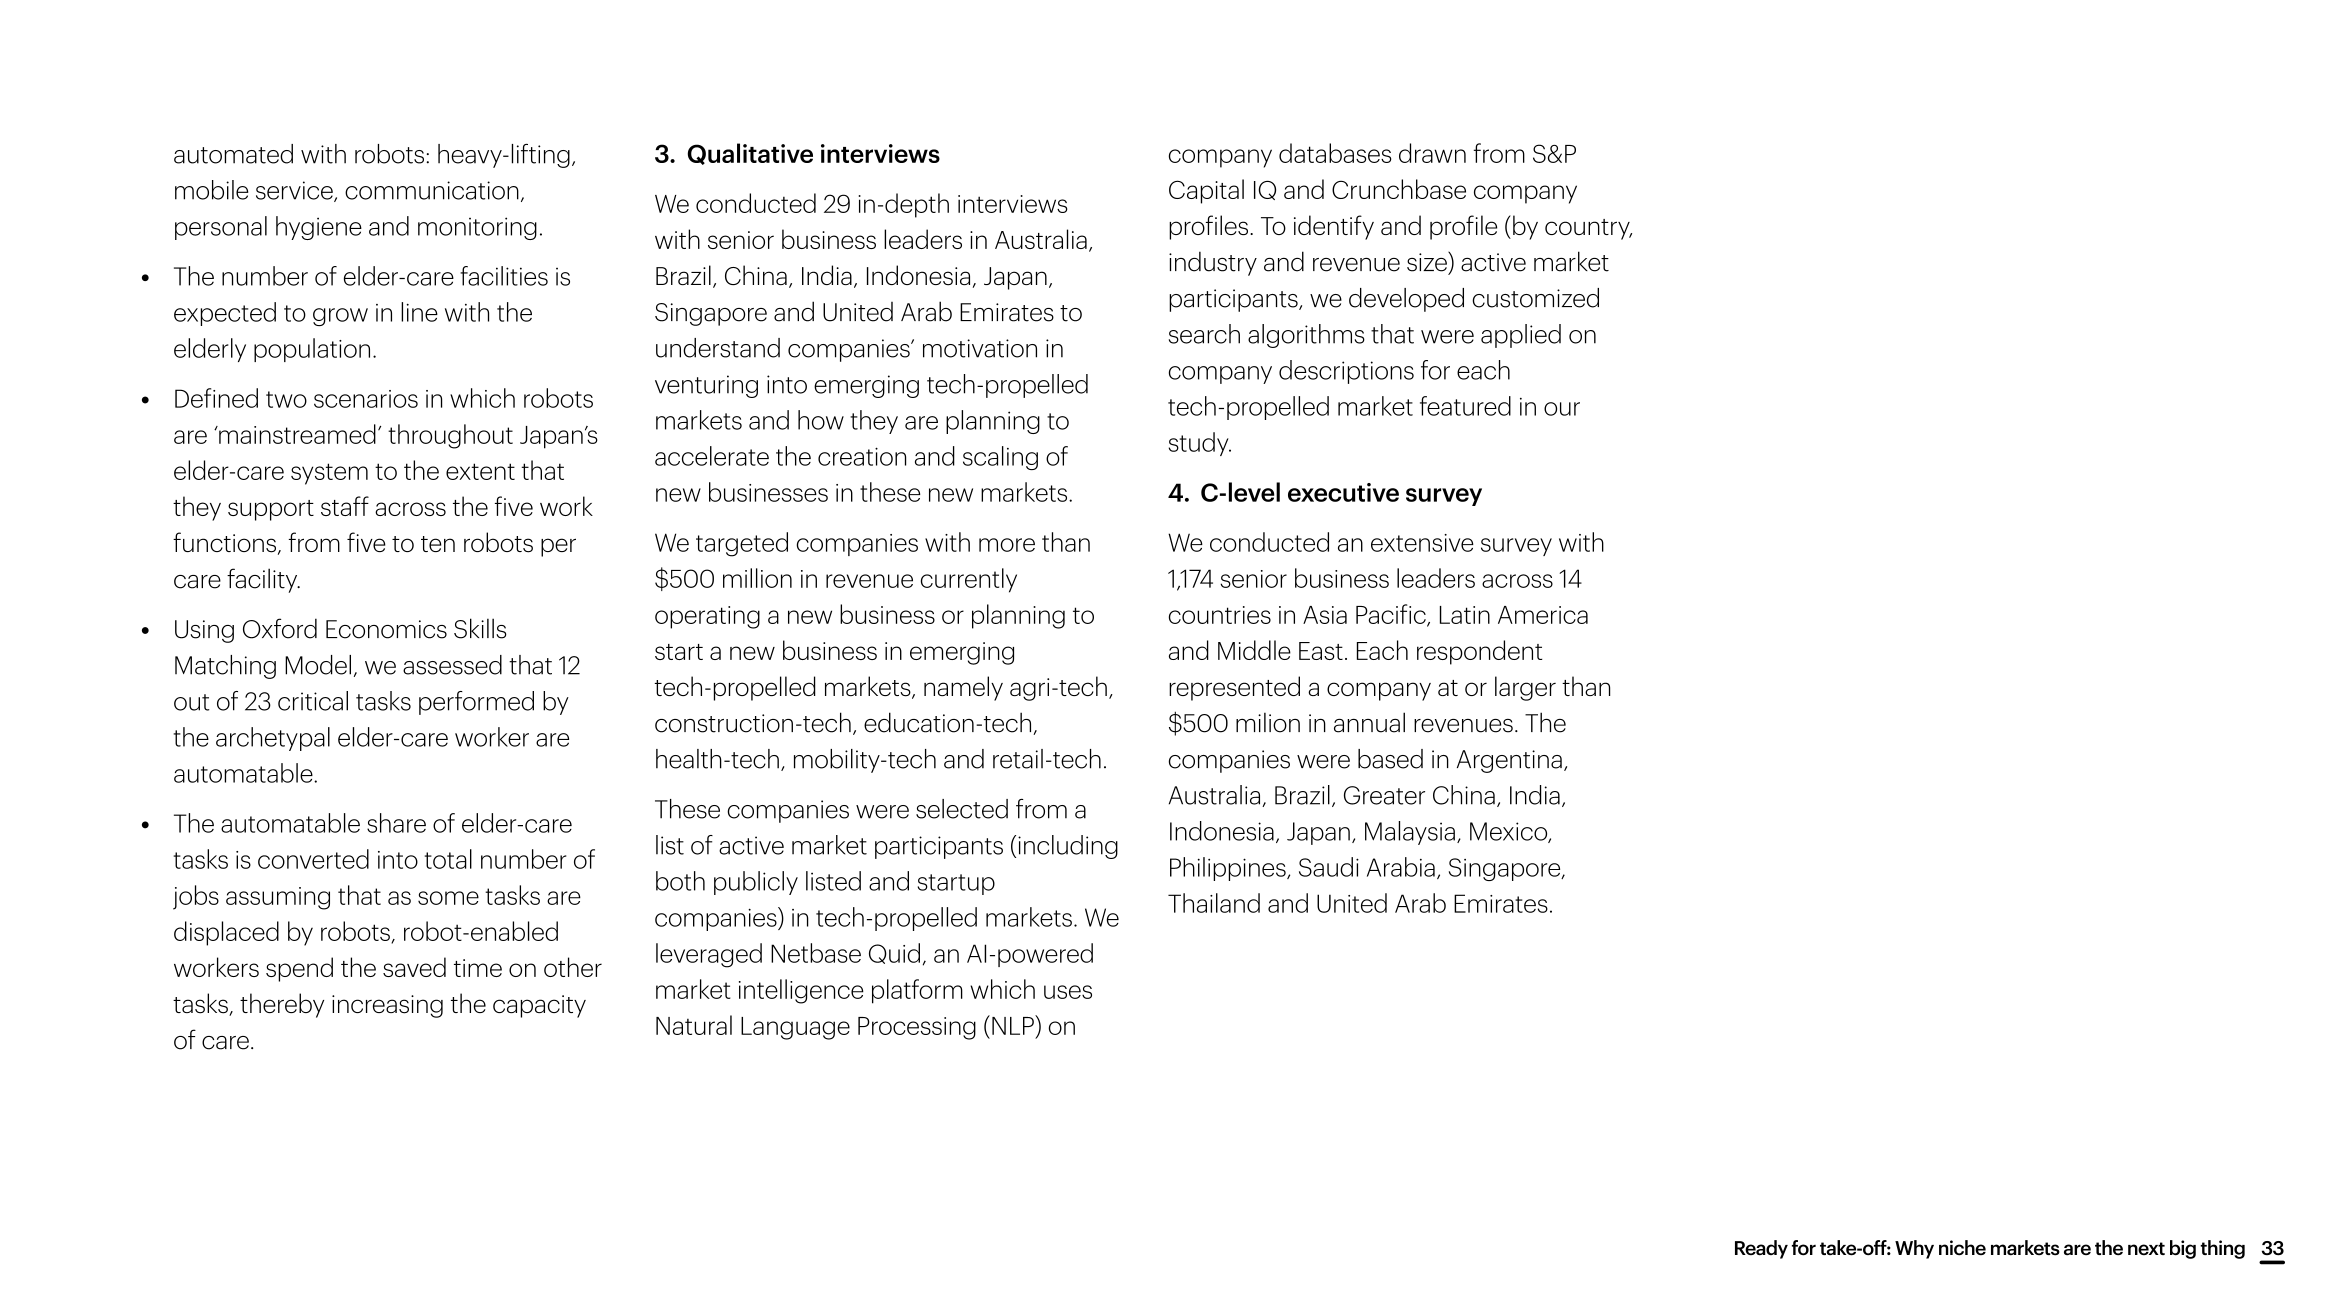 automated with robots: heavy-lifting,
mobile service, communication,
personal hygiene and monitoring.
• The number of elder-care facilities is
expected to grow in line with the
elderly population.
• Defined two scenarios in which robots
are ‘mainstreamed’ throughout Japan’s
elder-care system to the extent that
they support staff across the five work
functions, from five to ten robots per
care facility.
• Using Oxford Economics Skills
Matching Model, we assessed that 12
out of 23 critical tasks performed by
the archetypal elder-care worker are
automatable.
• The automatable share of elder-care
tasks is converted into total number of
jobs assuming that as some tasks are
displaced by robots, robot-enabled
workers spend the saved time on other
tasks, thereby increasing the capacity
of care.
3. Qualitative interviews
We conducted 29 in-depth interviews
with senior business leaders in Australia,
Brazil, China, India, Indonesia, Japan,
Singapore and United Arab Emirates to
understand companies’ motivation in
venturing into emerging tech-propelled
markets and how they are planning to
accelerate the creation and scaling of
new businesses in these new markets.
We targeted companies with more than
$500 million in revenue currently
operating a new business or planning to
start a new business in emerging
tech-propelled markets, namely agri-tech,
construction-tech, education-tech,
health-tech, mobility-tech and retail-tech.
These companies were selected from a
list of active market participants (including
both publicly listed and startup
companies) in tech-propelled markets. We
leveraged Netbase Quid, an AI-powered
market intelligence platform which uses
Natural Language Processing (NLP) on
company databases drawn from S&P
Capital IQ and Crunchbase company
profiles. To identify and profile (by country,
industry and revenue size) active market
participants, we developed customized
search algorithms that were applied on
company descriptions for each
tech-propelled market featured in our
study.
4. C-level executive survey
We conducted an extensive survey with
1,174 senior business leaders across 14
countries in Asia Pacific, Latin America
and Middle East. Each respondent
represented a company at or larger than
$500 milion in annual revenues. The
companies were based in Argentina,
Australia, Brazil, Greater China, India,
Indonesia, Japan, Malaysia, Mexico,
Philippines, Saudi Arabia, Singapore,
Thailand and United Arab Emirates.
Ready for take-off: Why niche markets are the next big thing 33